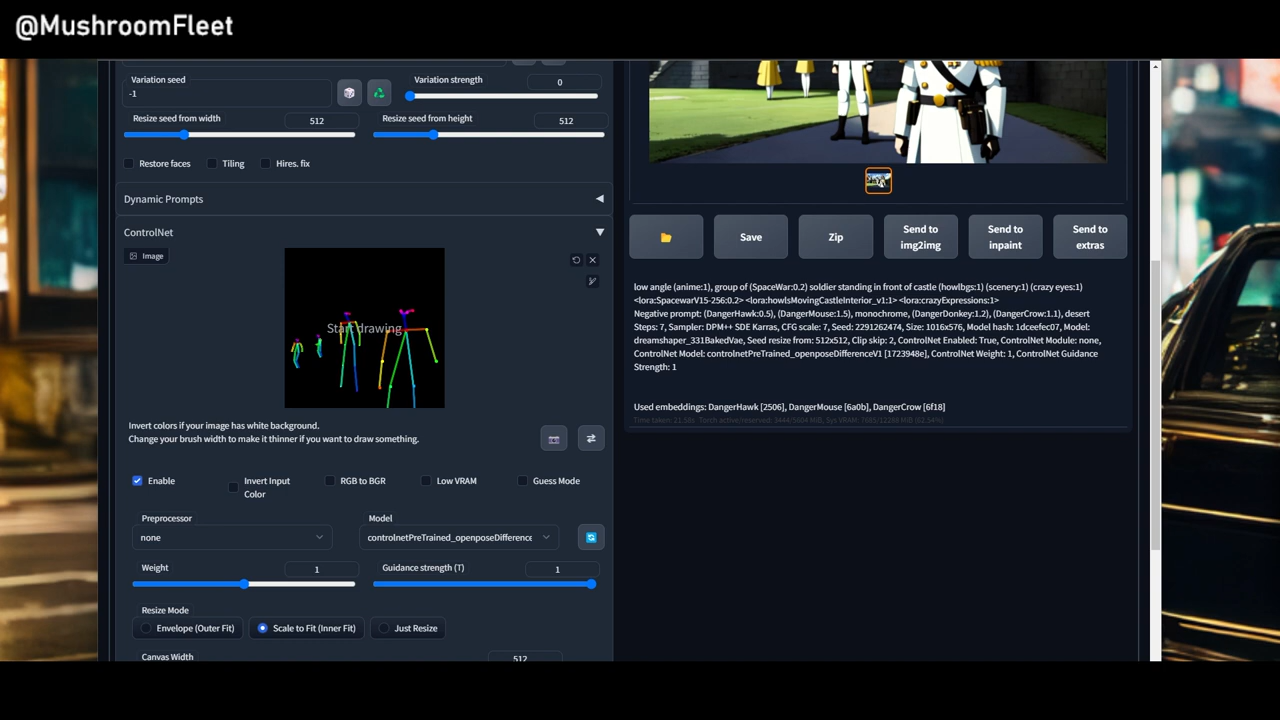 @MushroomFleet
Variation seed
-1
Variation strength
0
Resize seed from width
512
Resize seed from height
512
Restore faces
Tiling
Hires. fix
Dynamic Prompts
ControlNet
Image
Start drawing
Invert colors if your image has white background.
Change your brush width to make it thinner if you want to draw something.
Enable
Invert Input
Color
RGB to BGR
Low VRAM
Guess Mode
Preprocessor
none
Model
controlnetPreTrained_openposeDifference
Weight
1
Guidance strength (T)
1
Resize Mode
Envelope (Outer Fit)
Scale to Fit (Inner Fit)
Just Resize
Canvas Width
512
Save
Zip
Send to
img2img
Send to
inpaint
Send to
extras
low angle (anime:1), group of (SpaceWar:0.2) soldier standing in front of castle (howlbgs:1) (scenery:1) (crazy eyes:1)
<lora:SpacewarV15-256:0.2> <lora:howlsMovingCastleInterior_v1:1> <lora:crazyExpressions:1>
Negative prompt: (DangerHawk:0.5), (DangerMouse:1.5), monochrome, (DangerDonkey:1.2), (DangerCrow:1.1), desert
Steps: 7, Sampler: DPM++ SDE Karras, CFG scale: 7, Seed: 2291262474, Size: 1016x576, Model hash: 1dceefec07, Model:
dreamshaper_331BakedVae, Seed resize from: 512x512, Clip skip: 2, ControlNet Enabled: True, ControlNet Module: none,
ControlNet Model: controlnetPreTrained_openposeDifferenceV1 [1723948e], ControlNet Weight: 1, ControlNet Guidance
Strength: 1
Used embeddings: DangerHawk [2506], DangerMouse [6a0b], DangerCrow [6f18]